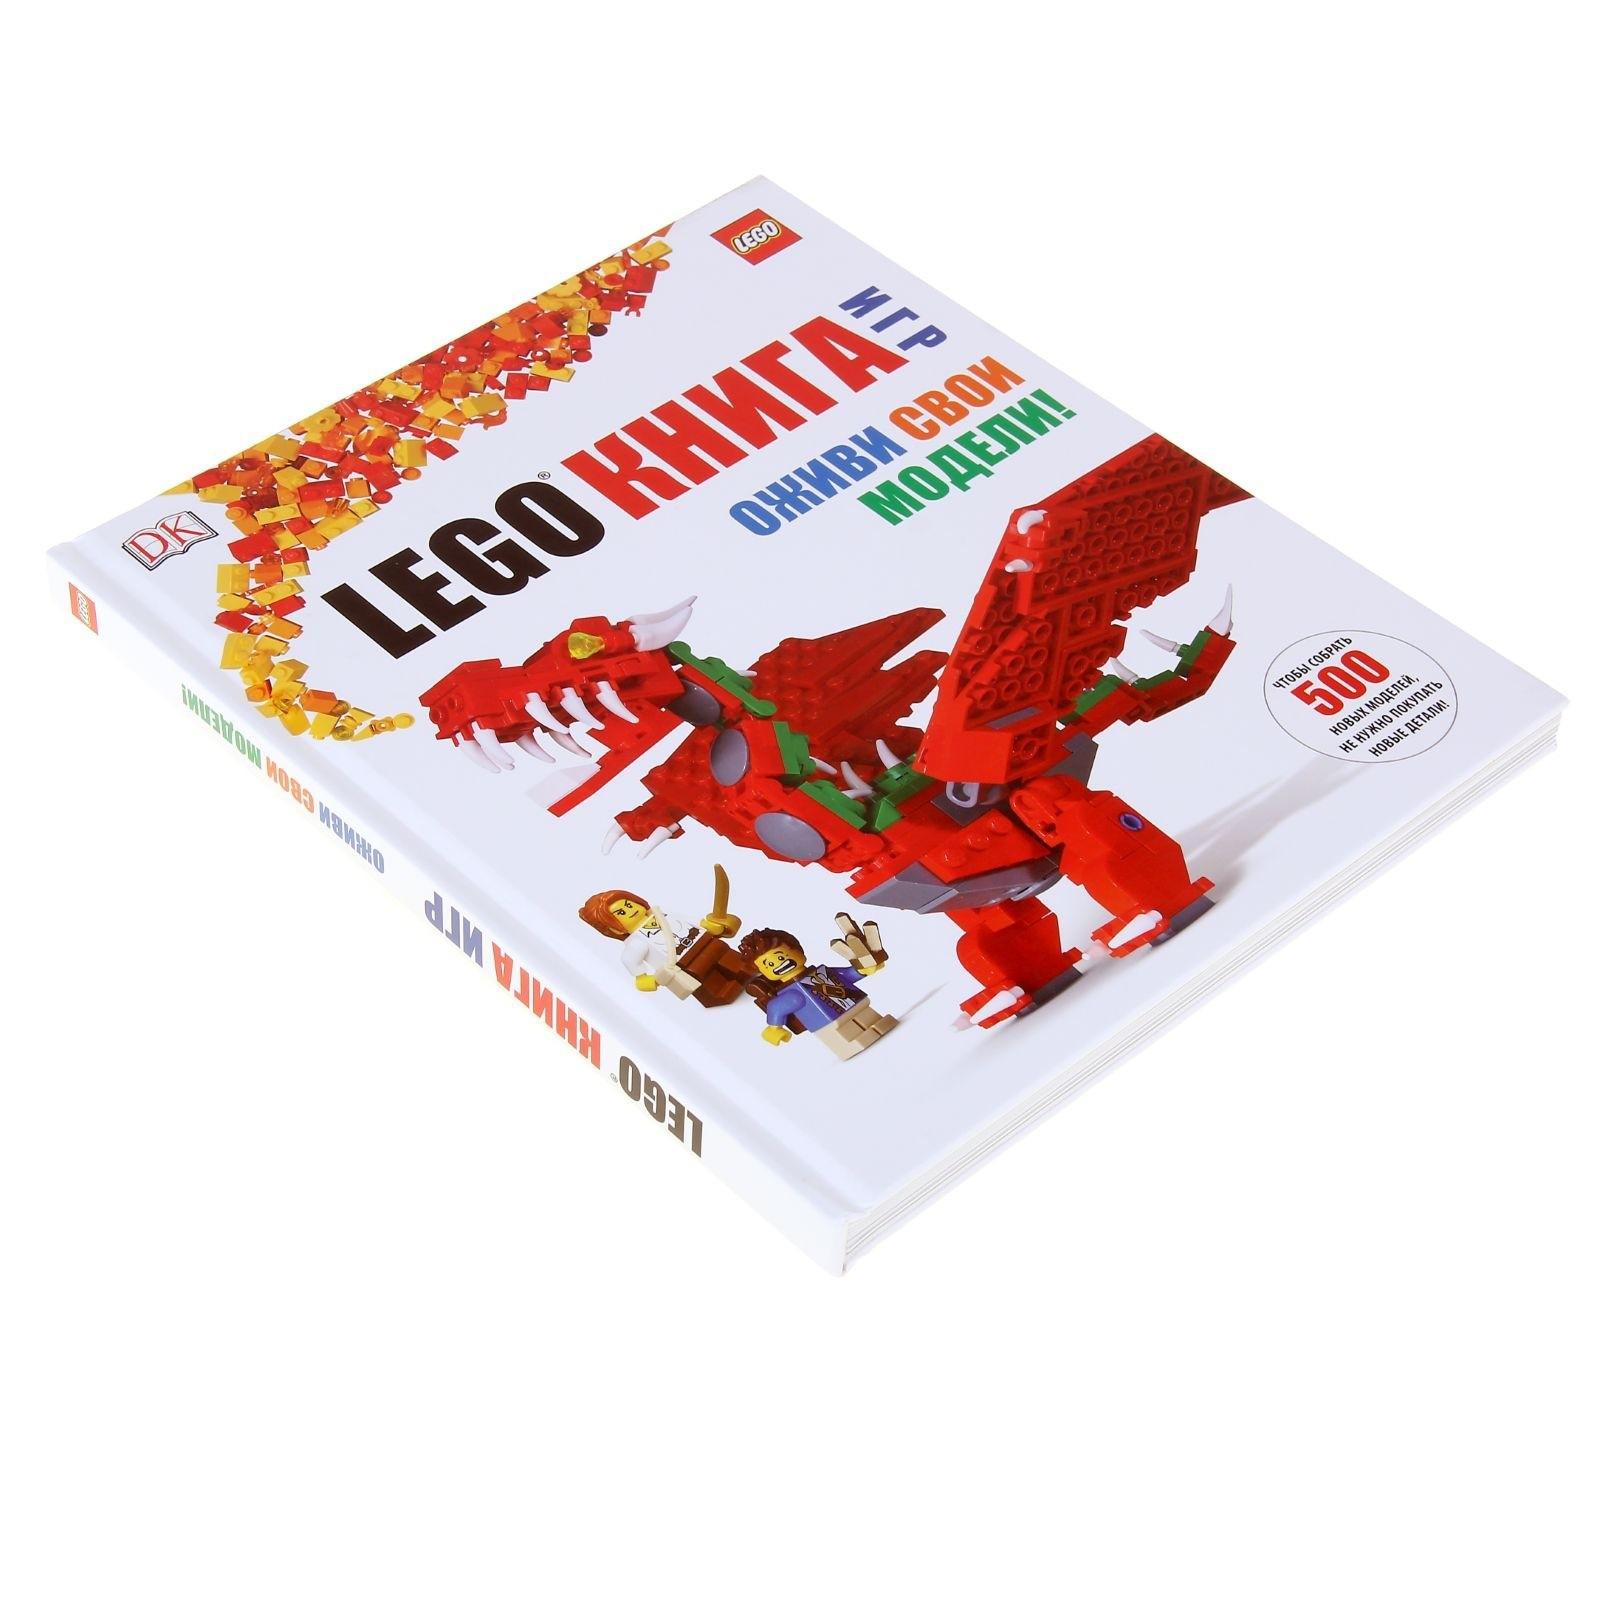 LEGO
DK
LEGO® КНИГА
ИГР
ОЖИВИ СВОИ
МОДЕЛИ!
ЧТОБЫ СОБРАТЬ
500
НОВЫХ МОДЕЛЕЙ,
НЕ НУЖНО ПОКУПАТЬ
НОВЫЕ ДЕТАЛИ!
LEGO® КНИГА ИГР ОЖИВИ СВОИ МОДЕЛИ!
LEGO